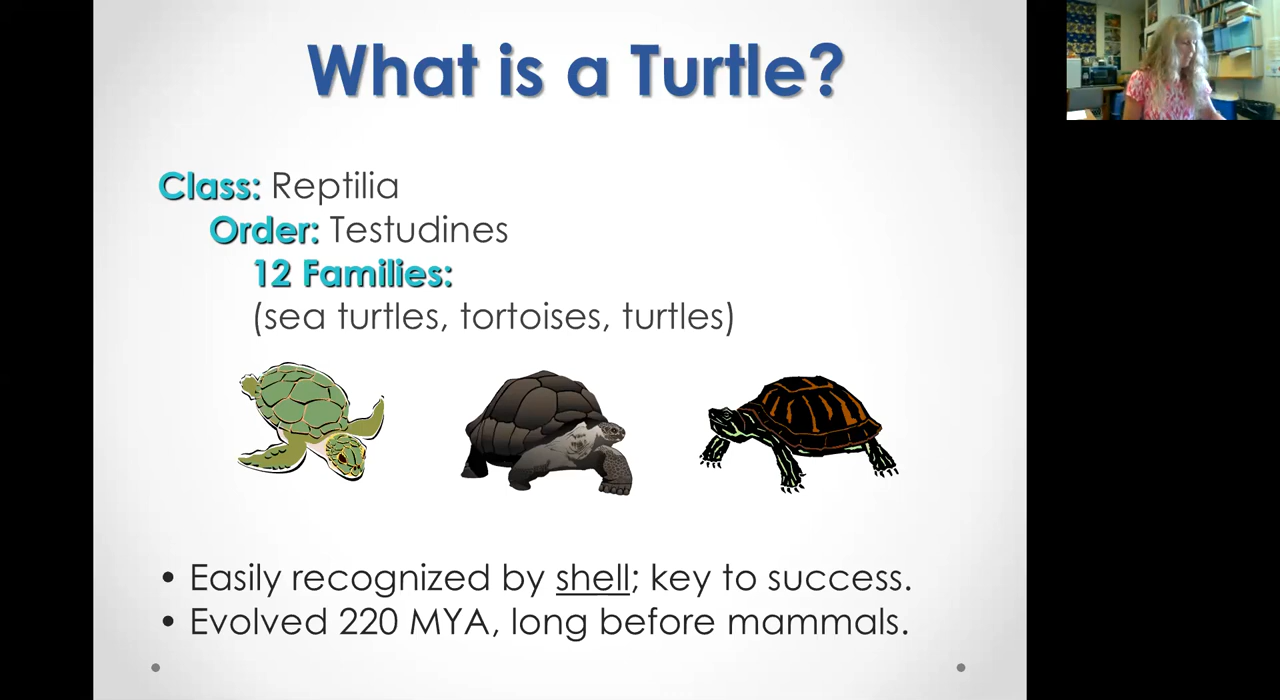 What is a Turtle?
Class: Reptilia
Order: Testudines
12 Families:
(sea turtles, tortoises, turtles)
• Easily recognized by shell; key to success.
• Evolved 220 MYA, long before mammals.